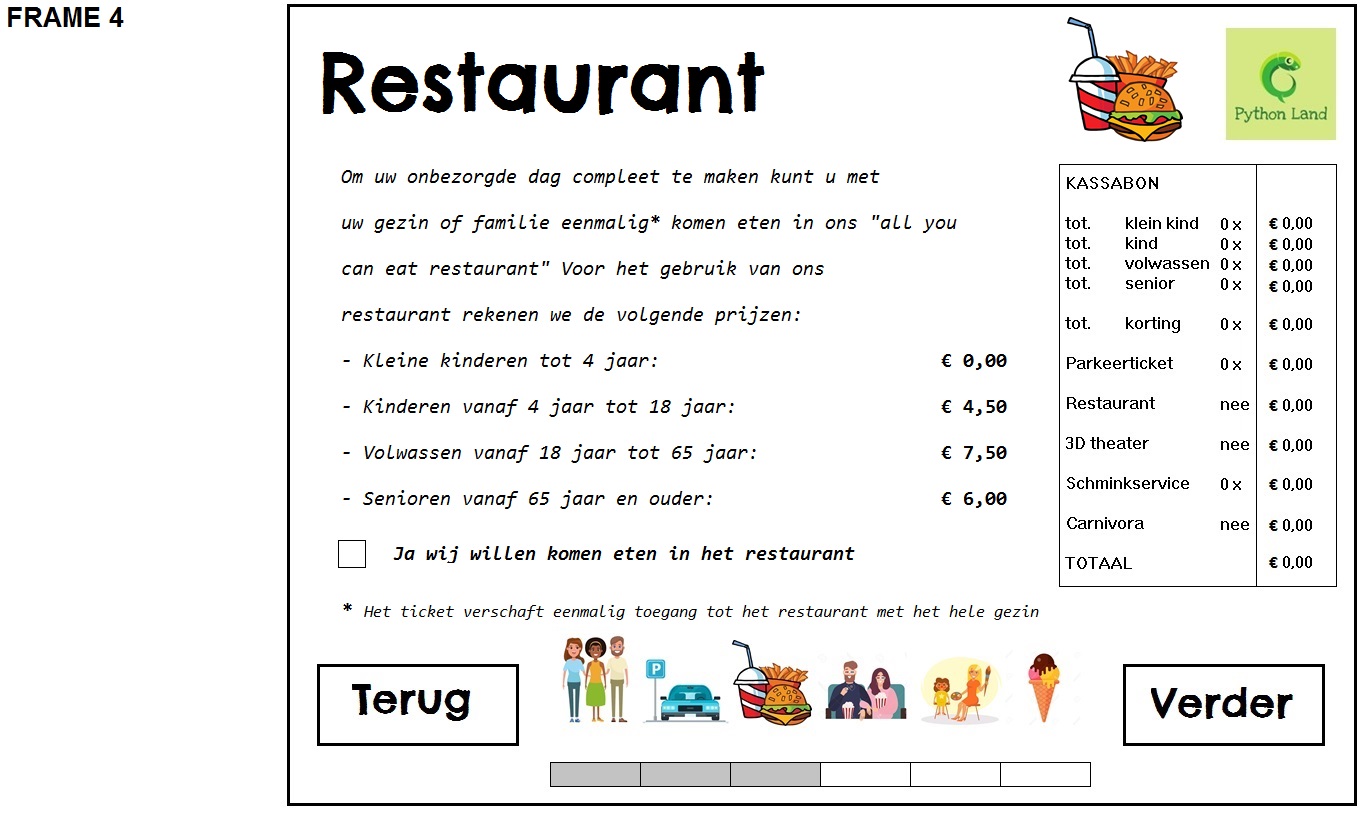 FRAME 4
Restaurant
Python Land
Om uw onbezorgde dag compleet te maken kunt u met
uw gezin of familie eenmalig* komen eten in ons "all you
can eat restaurant" Voor het gebruik van ons
restaurant rekenen we de volgende prijzen:
- Kleine kinderen tot 4 jaar: € 0,00
- Kinderen vanaf 4 jaar tot 18 jaar: € 4,50
- Volwassen vanaf 18 jaar tot 65 jaar: € 7,50
- Senioren vanaf 65 jaar en ouder: € 6,00
Ja wij willen komen eten in het restaurant
* Het ticket verschaft eenmalig toegang tot het restaurant met het hele gezin
KASSABON
tot. klein kind 0 x € 0,00
tot. kind 0 x € 0,00
tot. volwassen 0 x € 0,00
tot. senior 0 x € 0,00
tot. korting 0 x € 0,00
Parkeerticket 0 x € 0,00
Restaurant nee € 0,00
3D theater nee € 0,00
Schminkservice 0 x € 0,00
Carnivora nee € 0,00
TOTAAL € 0,00
Terug
P
Verder